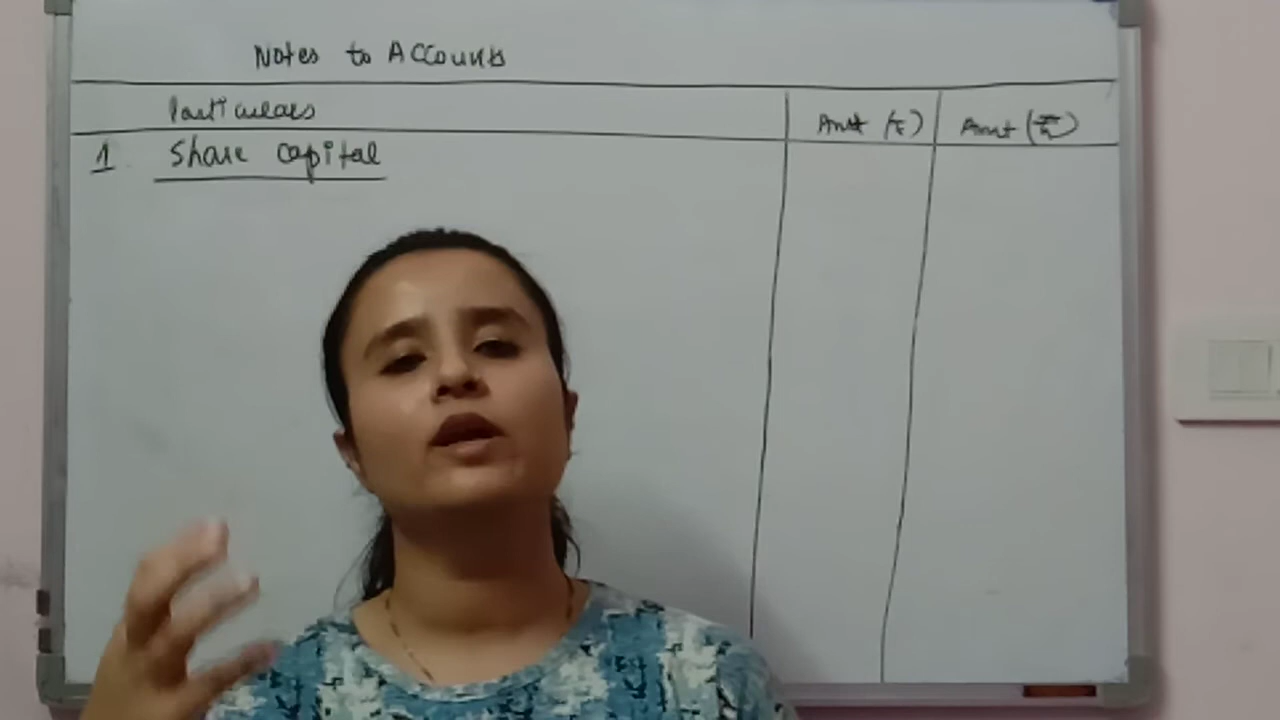 Notes to Accounts
Particulars Amt (₹) Amt (₹)
1 Share capital